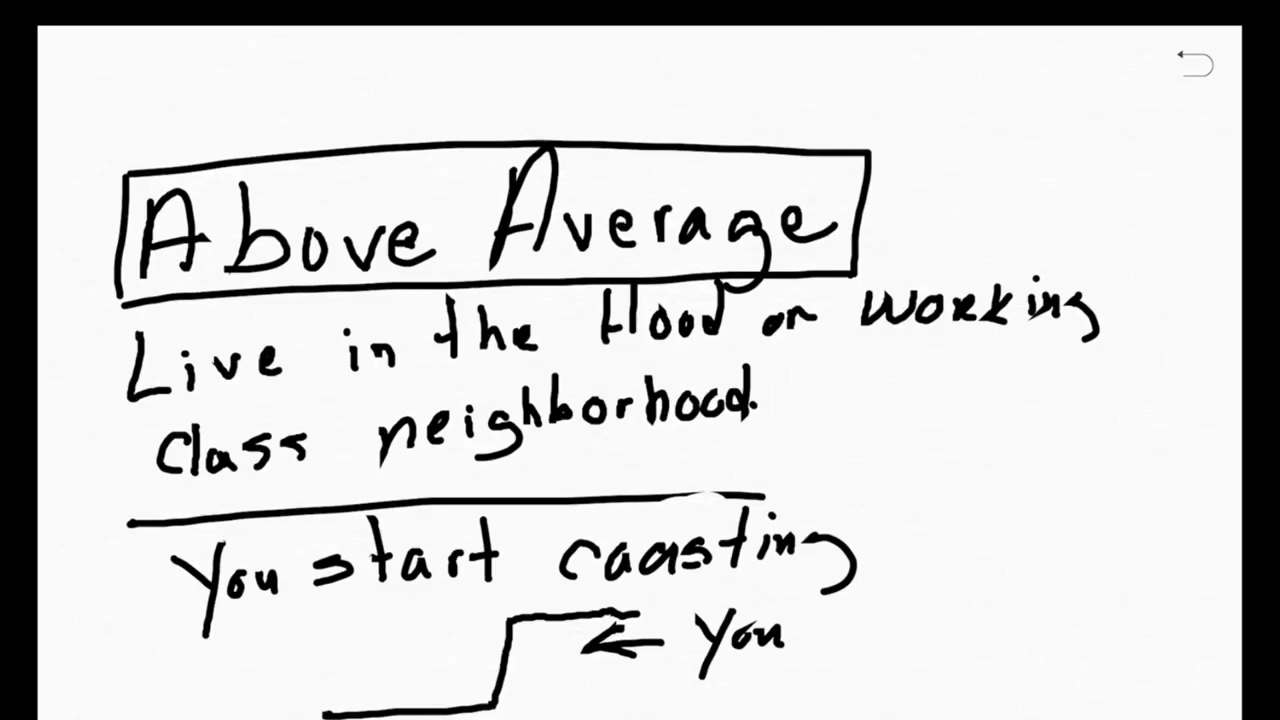 Above Average
Live in the Hood or working
class neighborhood.
You start coasting
You